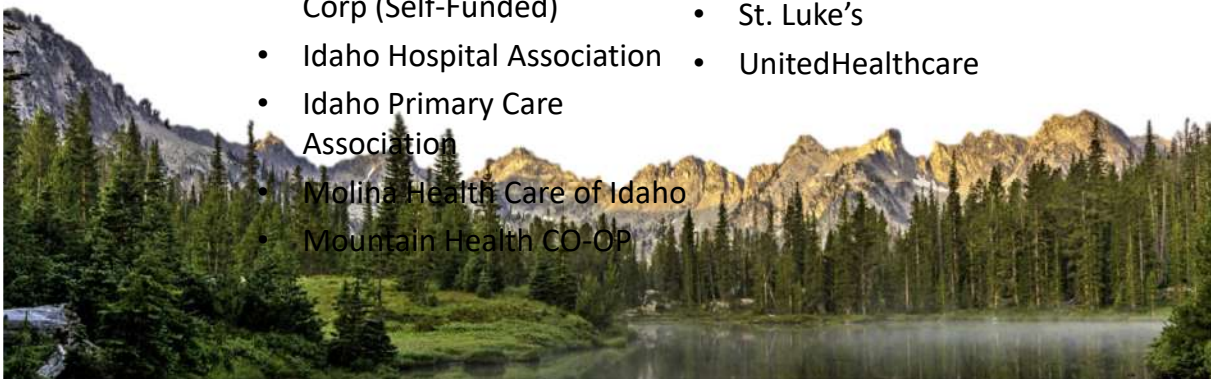 Corp (Self-Funded)
• Idaho Hospital Association
• Idaho Primary Care
Association
• Molina Health Care of Idaho
• Mountain Health CO-OP
• St. Luke’s
• UnitedHealthcare